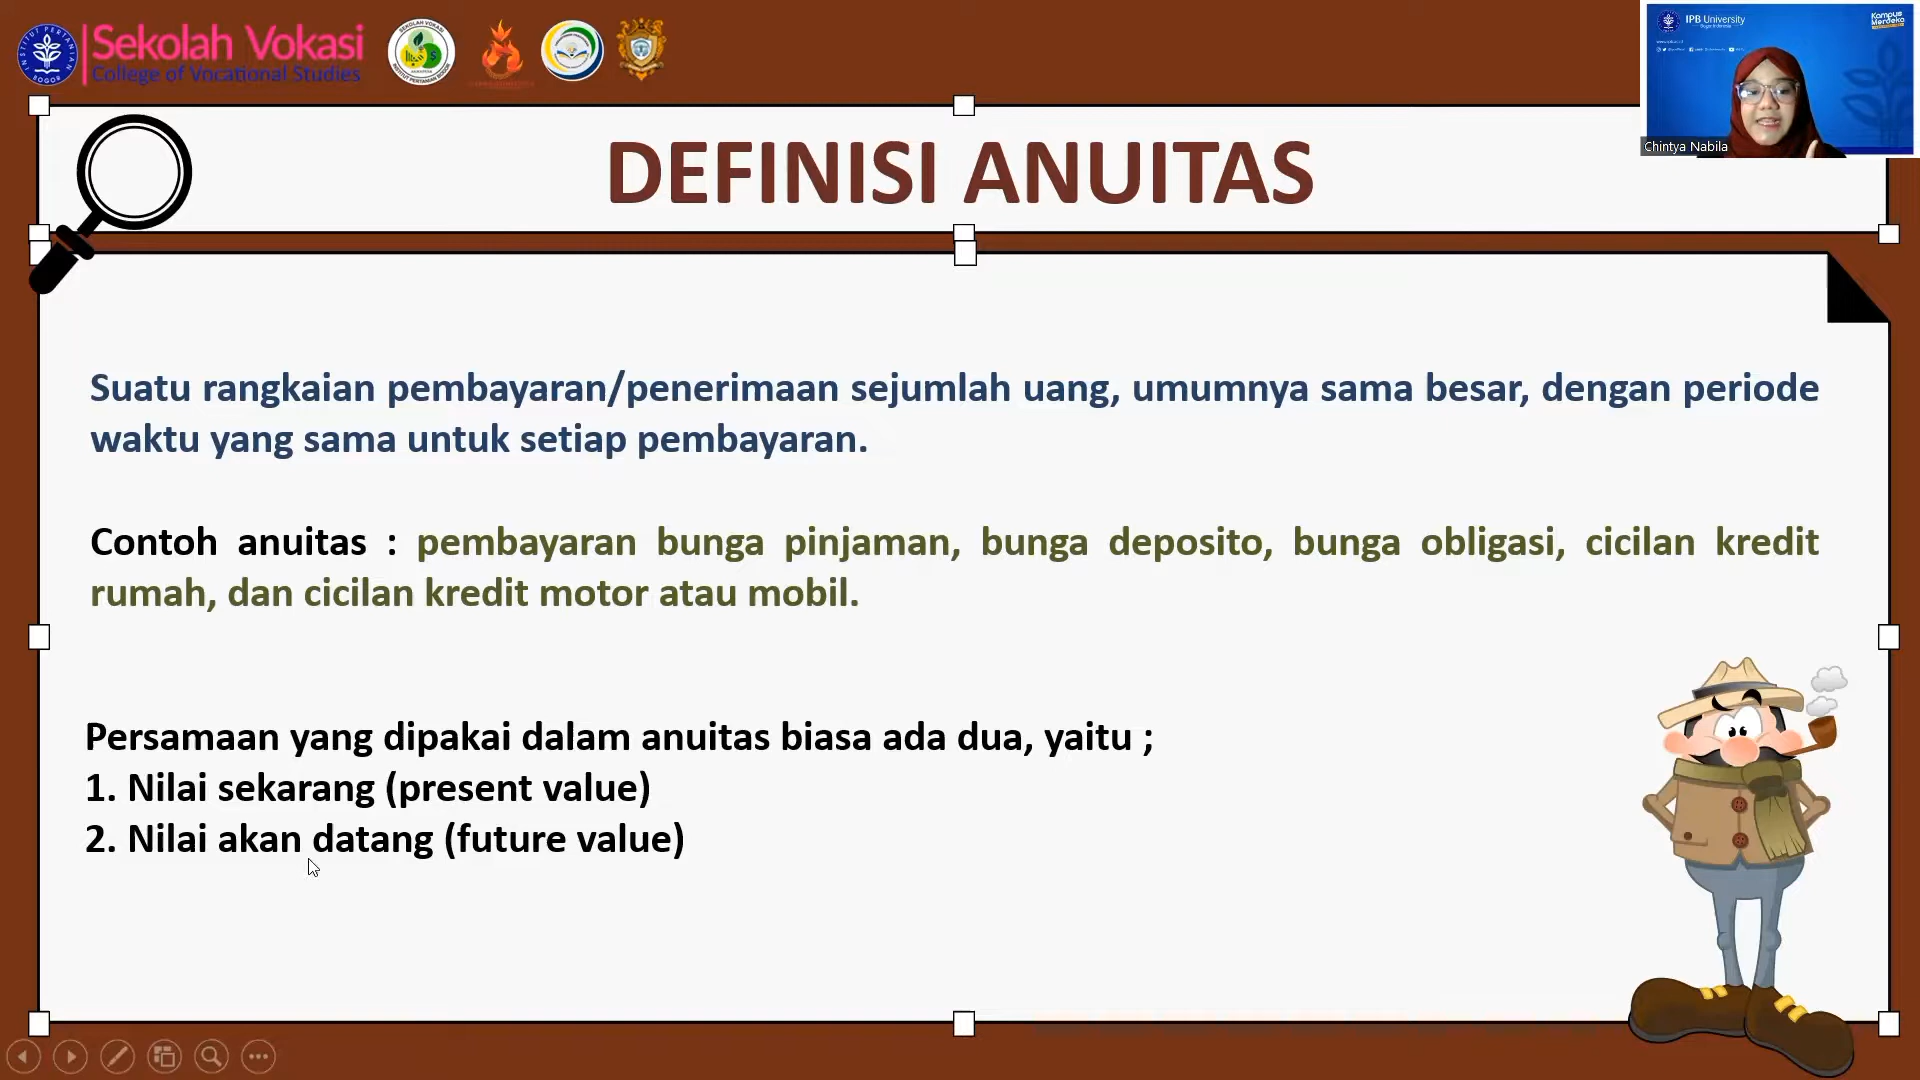 Sekolah Vokasi
College of Vocational Studies
IPB University
Kampus
Merdeka
Chintya Nabila
DEFINISI ANUITAS
Suatu rangkaian pembayaran/penerimaan sejumlah uang, umumnya sama besar, dengan periode
waktu yang sama untuk setiap pembayaran.
Contoh anuitas : pembayaran bunga pinjaman, bunga deposito, bunga obligasi, cicilan kredit
rumah, dan cicilan kredit motor atau mobil.
Persamaan yang dipakai dalam anuitas biasa ada dua, yaitu ;
1. Nilai sekarang (present value)
2. Nilai akan datang (future value)